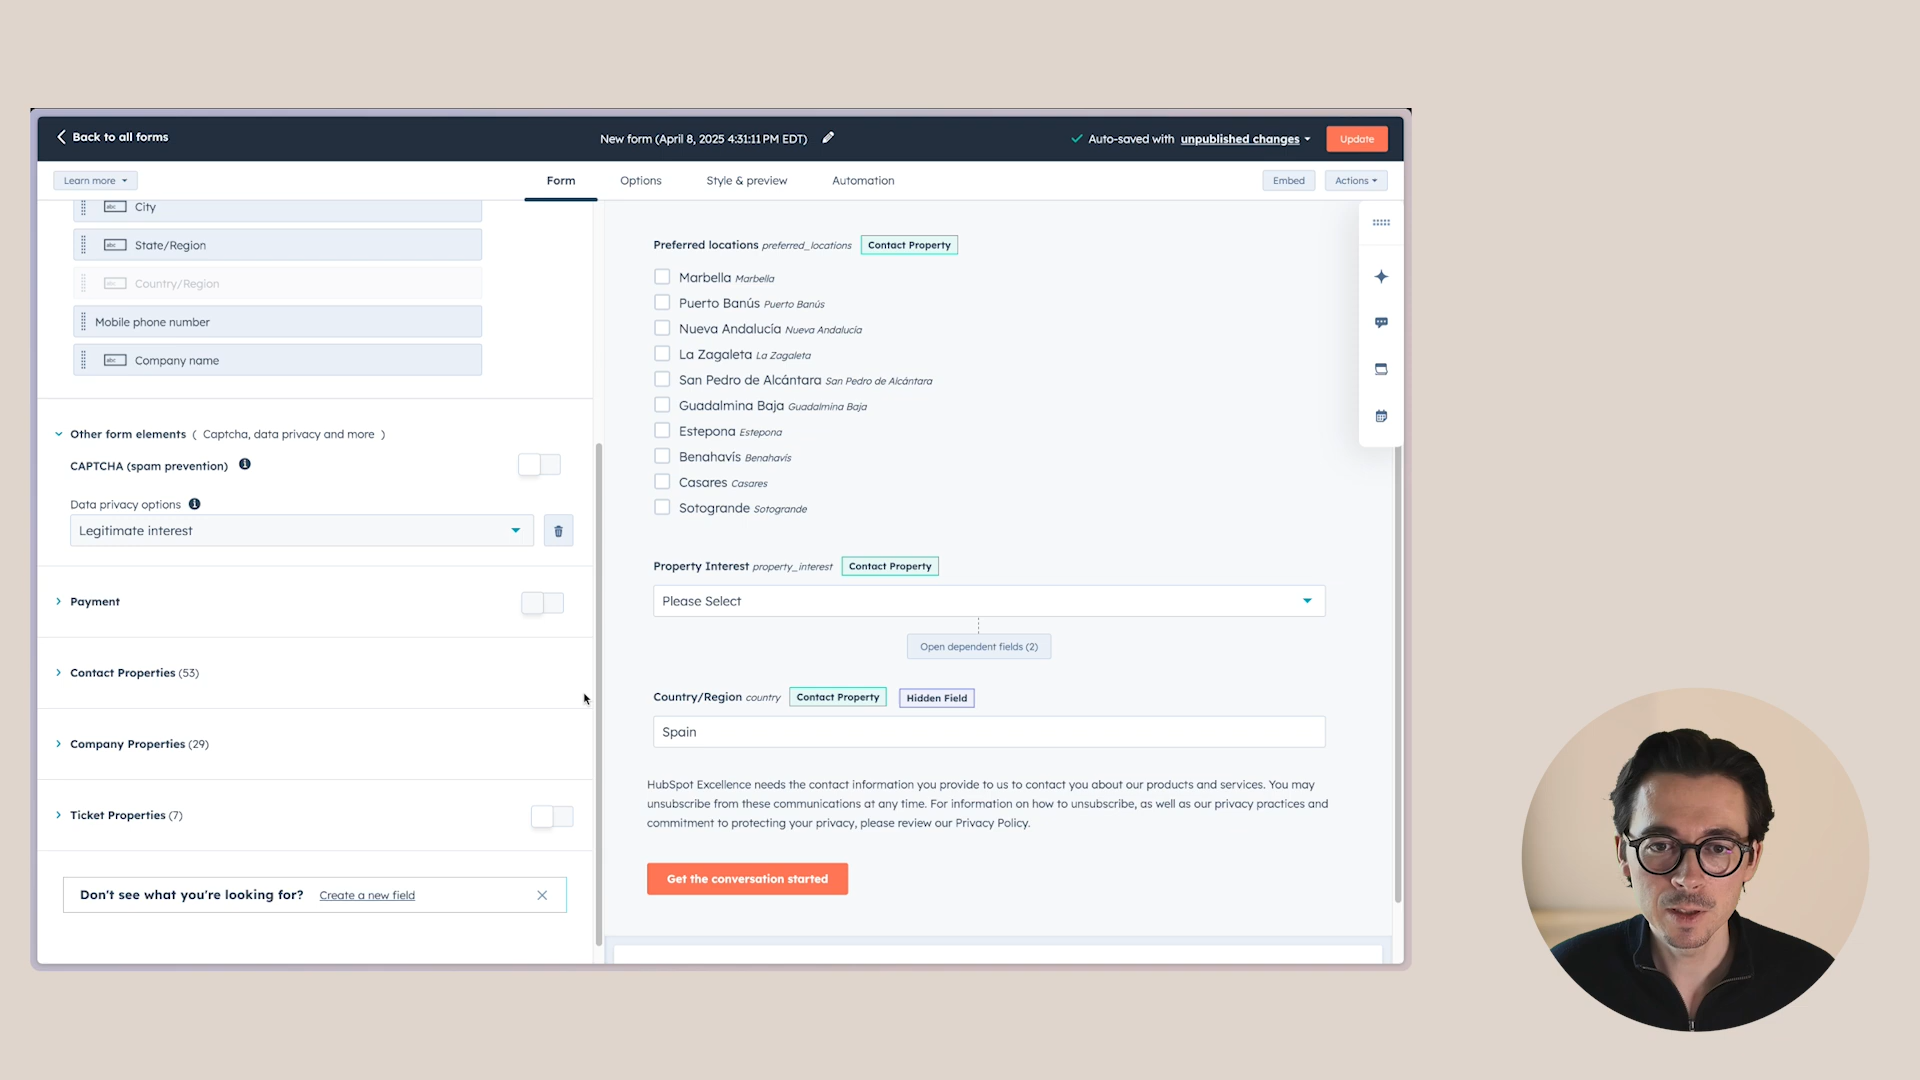 Back to all forms
New form (April 8, 2025 4:31:11 PM EDT)
Auto-saved with unpublished changes
Update
Learn more
Form
Options
Style & preview
Automation
Embed
Actions
City
State/Region
Country/Region
Mobile phone number
Company name
Other form elements ( Captcha, data privacy and more )
CAPTCHA (spam prevention)
Data privacy options
Legitimate interest
Payment
Contact Properties (53)
Company Properties (29)
Ticket Properties (7)
Don't see what you're looking for? Create a new field
Preferred locations preferred_locations Contact Property
Marbella Marbella
Puerto Banús Puerto Banús
Nueva Andalucía Nueva Andalucía
La Zagaleta La Zagaleta
San Pedro de Alcántara San Pedro de Alcántara
Guadalmina Baja Guadalmina Baja
Estepona Estepona
Benahavís Benahavís
Casares Casares
Sotogrande Sotogrande
Property Interest property_interest Contact Property
Please Select
Open dependent fields (2)
Country/Region country Contact Property Hidden Field
Spain
HubSpot Excellence needs the contact information you provide to us to contact you about our products and services. You may
unsubscribe from these communications at any time. For information on how to unsubscribe, as well as our privacy practices and
commitment to protecting your privacy, please review our Privacy Policy.
Get the conversation started